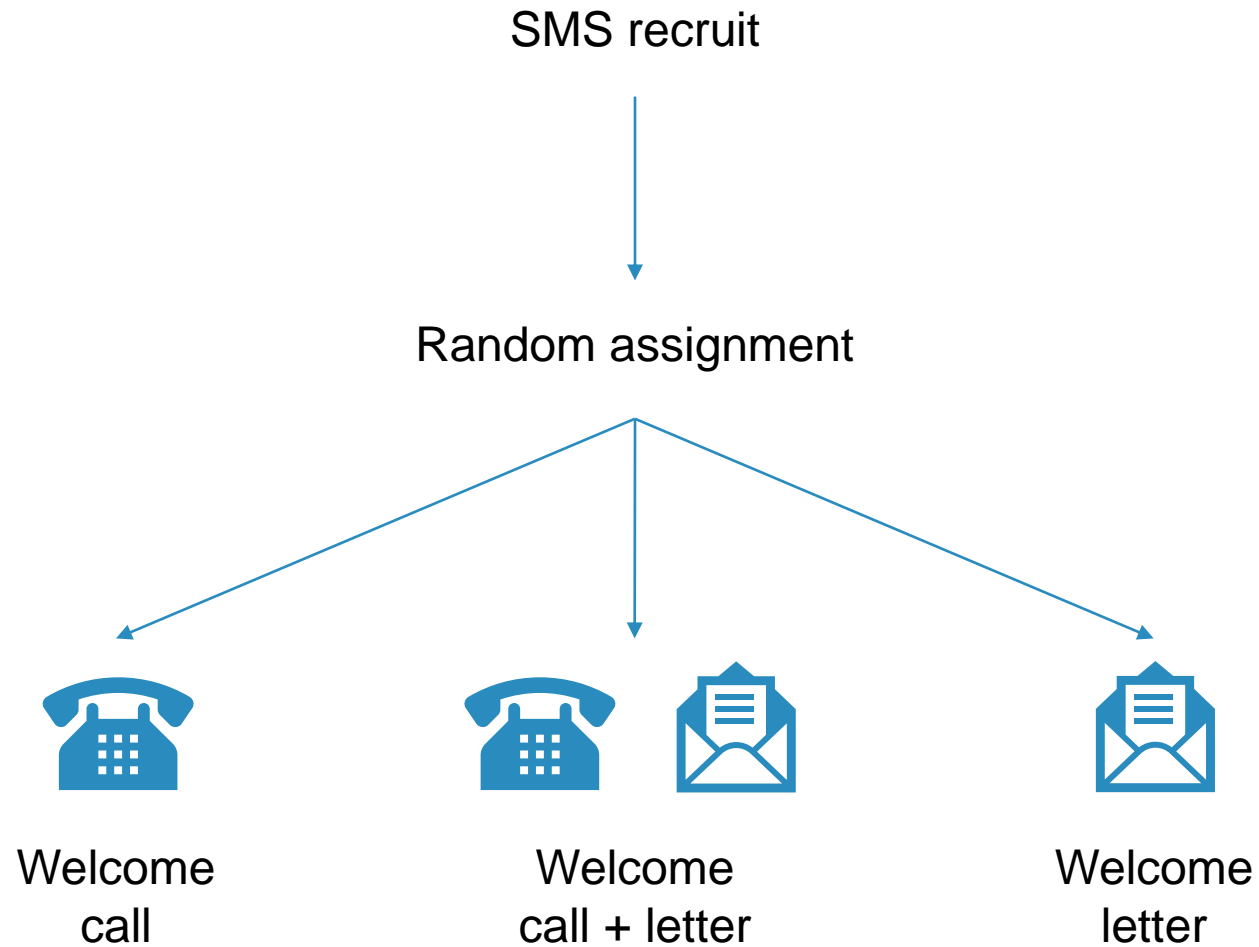 SMS recruit
Random assignment
Welcome
call
Welcome
call + letter
Welcome
letter